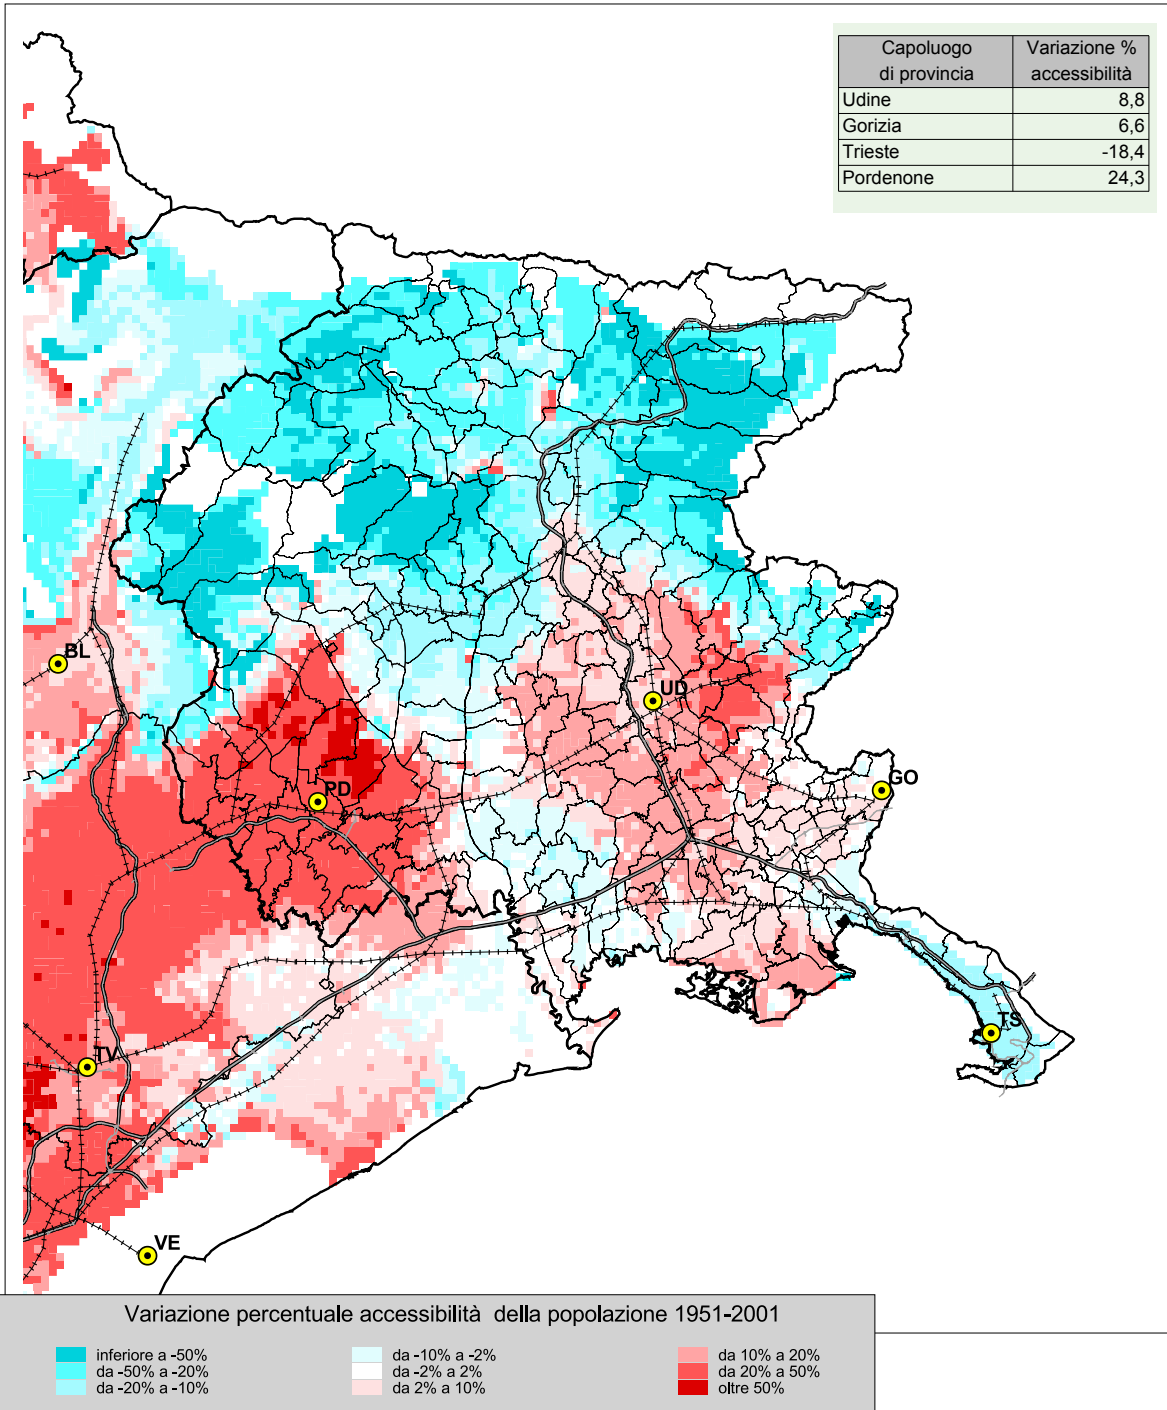 Capoluogo di provincia Variazione % accessibilità
Udine 8,8
Gorizia 6,6
Trieste -18,4
Pordenone 24,3
BL
UD
GO
PD
TS
TV
VE
Variazione percentuale accessibilità della popolazione 1951-2001
inferiore a -50%
da -50% a -20%
da -20% a -10%
da -10% a -2%
da -2% a 2%
da 2% a 10%
da 10% a 20%
da 20% a 50%
oltre 50%